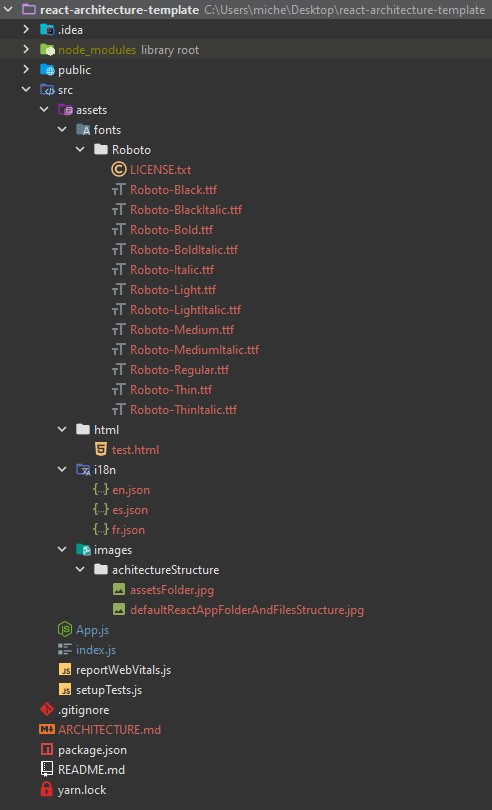 react-architecture-template C:\Users\miche\Desktop\react-architecture-template
.idea
node_modules library root
public
src
assets
fonts
Roboto
LICENSE.txt
Roboto-Black.ttf
Roboto-BlackItalic.ttf
Roboto-Bold.ttf
Roboto-BoldItalic.ttf
Roboto-Italic.ttf
Roboto-Light.ttf
Roboto-LightItalic.ttf
Roboto-Medium.ttf
Roboto-MediumItalic.ttf
Roboto-Regular.ttf
Roboto-Thin.ttf
Roboto-ThinItalic.ttf
html
test.html
i18n
en.json
es.json
fr.json
images
achitectureStructure
assetsFolder.jpg
defaultReactAppFolderAndFilesStructure.jpg
App.js
index.js
reportWebVitals.js
setupTests.js
.gitignore
ARCHITECTURE.md
package.json
README.md
yarn.lock